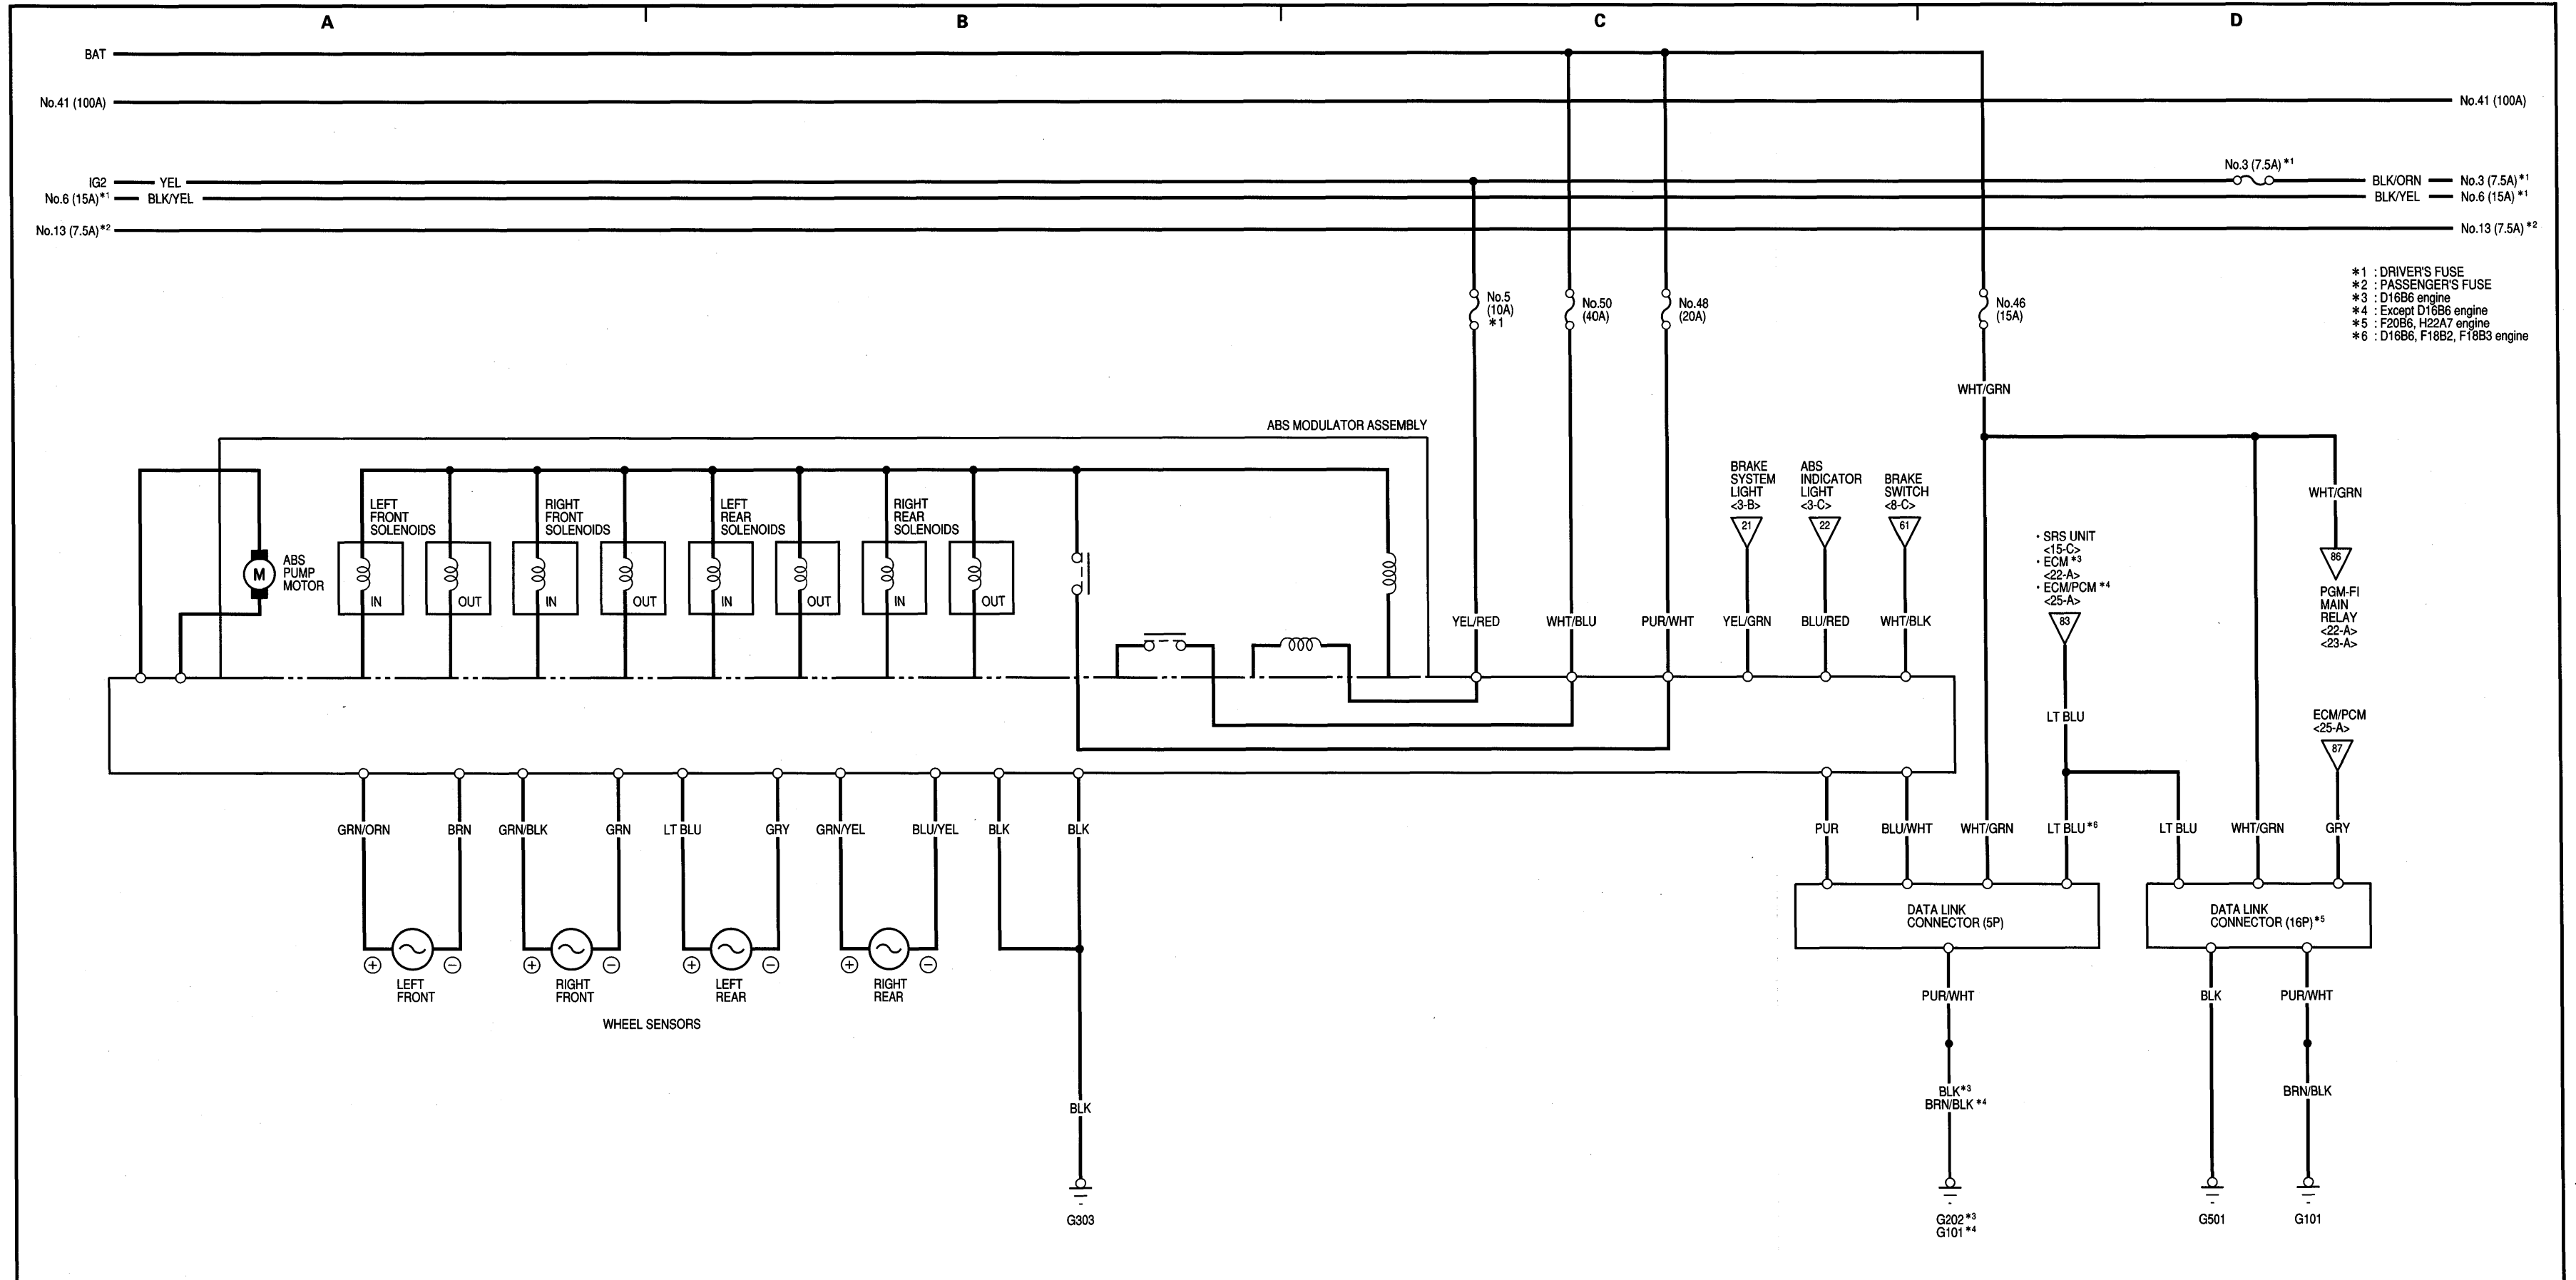 A
B
C
D
BAT
No.41 (100A)
No.41 (100A)
No.3 (7.5A) *1
IG2
YEL
BLK/ORN
No.3 (7.5A) *1
No.6 (15A) *1
BLK/YEL
BLK/YEL
No.6 (15A) *1
No.13 (7.5A) *2
No.13 (7.5A) *2
*1 : DRIVER'S FUSE
*2 : PASSENGER'S FUSE
*3 : D16B6 engine
*4 : Except D16B6 engine
*5 : F20B6, H22A7 engine
*6 : D16B6, F18B2, F18B3 engine
No.5
(10A)
*1
No.50
(40A)
No.48
(20A)
No.46
(15A)
WHT/GRN
ABS MODULATOR ASSEMBLY
LEFT
FRONT
SOLENOIDS
RIGHT
FRONT
SOLENOIDS
LEFT
REAR
SOLENOIDS
RIGHT
REAR
SOLENOIDS
BRAKE
SYSTEM
LIGHT
<3-B>
21
ABS
INDICATOR
LIGHT
<3-C>
22
BRAKE
SWITCH
<8-C>
61
WHT/GRN
86
PGM-FI
MAIN
RELAY
<22-A>
<23-A>
• SRS UNIT
<15-C>
• ECM *3
<22-A>
• ECM/PCM *4
<25-A>
83
M
ABS
PUMP
MOTOR
IN
OUT
IN
OUT
IN
OUT
IN
OUT
YEL/RED
WHT/BLU
PUR/WHT
YEL/GRN
BLU/RED
WHT/BLK
LT BLU
ECM/PCM
<25-A>
87
GRN/ORN
BRN
GRN/BLK
GRN
LT BLU
GRY
GRN/YEL
BLU/YEL
BLK
BLK
PUR
BLU/WHT
WHT/GRN
LT BLU *6
LT BLU
WHT/GRN
GRY
DATA LINK
CONNECTOR (5P)
DATA LINK
CONNECTOR (16P) *5
+
−
+
−
+
−
+
−
LEFT
FRONT
RIGHT
FRONT
LEFT
REAR
RIGHT
REAR
WHEEL SENSORS
PUR/WHT
BLK
PUR/WHT
BLK
BLK *3
BRN/BLK *4
BRN/BLK
G303
G202 *3
G101 *4
G501
G101